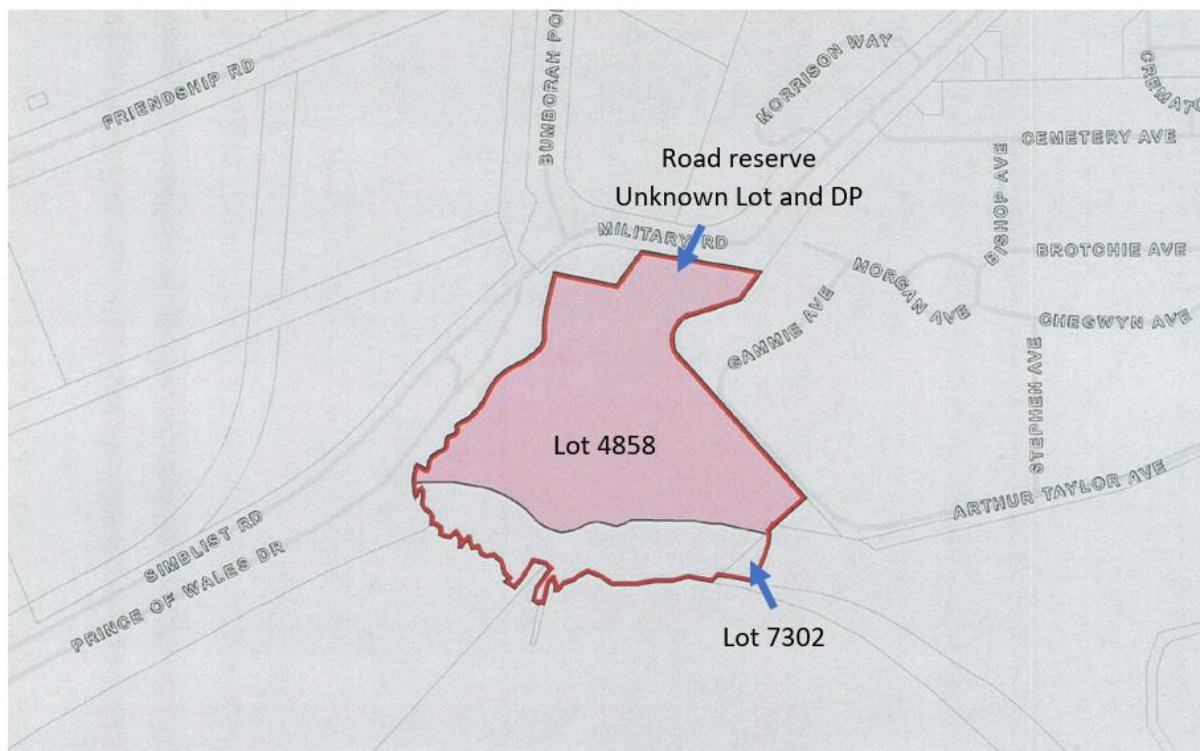 FRIENDSHIP RD
BUMBORAH
MORRISON WAY
CEMETERY AVE
BISHOP AVE
Road reserve
Unknown Lot and DP
MILITARY RD
BROTCHIE AVE
MORGAN AVE
CHEGWYN AVE
GAMMIE AVE
STEPHEN AVE
Lot 4858
ARTHUR TAYLOR AVE
SIMBLIST RD
PRINCE OF WALES DR
Lot 7302